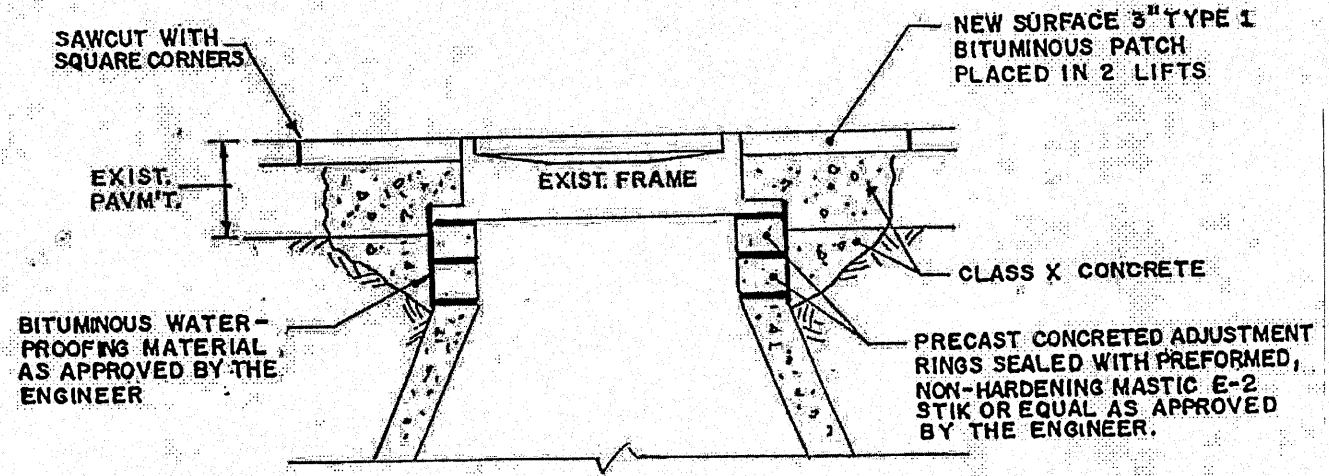 SAWCUT WITH
SQUARE CORNERS
NEW SURFACE 3" TYPE 1
BITUMINOUS PATCH
PLACED IN 2 LIFTS
EXIST.
PAVM'T.
EXIST. FRAME
CLASS X CONCRETE
BITUMINOUS WATER-
PROOFING MATERIAL
AS APPROVED BY THE
ENGINEER
PRECAST CONCRETED ADJUSTMENT
RINGS SEALED WITH PREFORMED,
NON-HARDENING MASTIC E-2
STIK OR EQUAL AS APPROVED
BY THE ENGINEER.